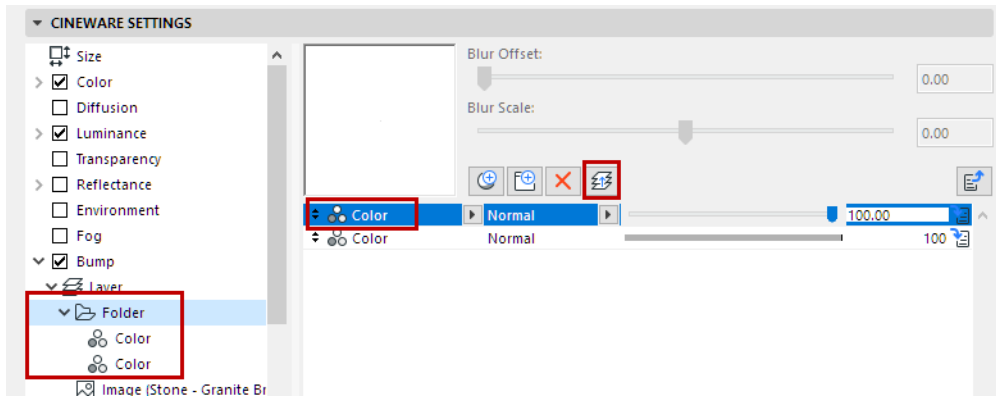 CINEWARE SETTINGS
Size
Color
Diffusion
Luminance
Transparency
Reflectance
Environment
Fog
Bump
Layer
Folder
Color
Color
Image (Stone - Granite Br
Blur Offset:
0.00
Blur Scale:
0.00
Color Normal 100.00
Color Normal 100